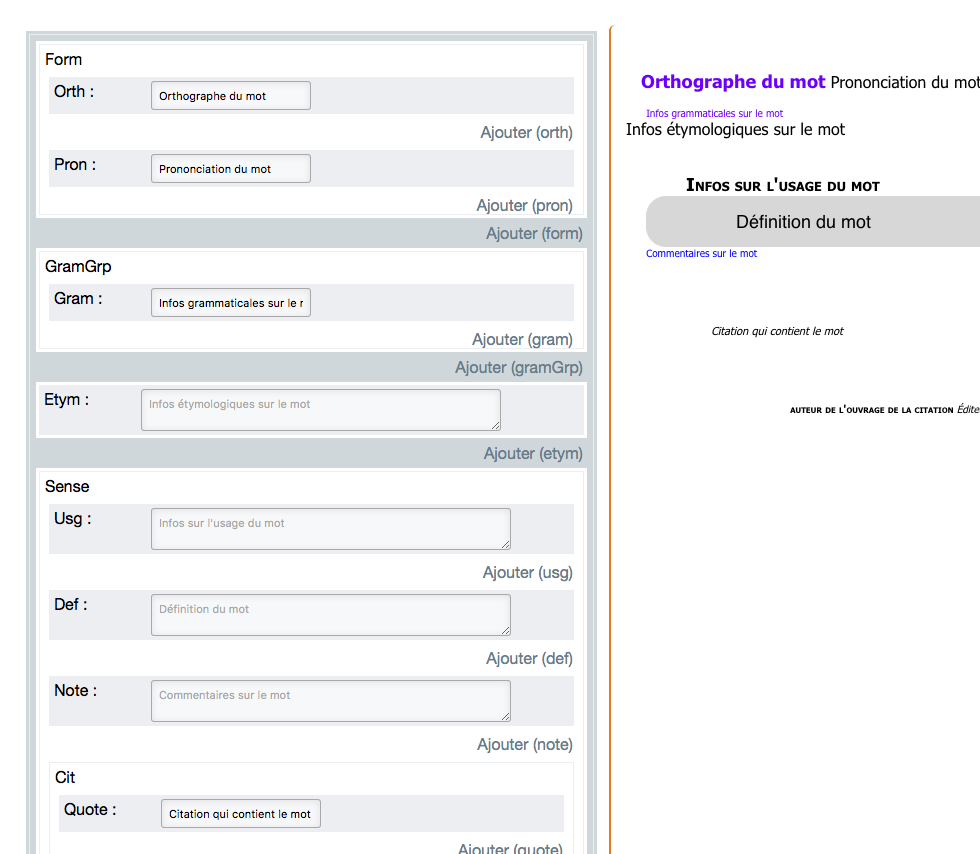 Form
Orth :
Orthographe du mot
Ajouter (orth)
Pron :
Prononciation du mot
Ajouter (pron)
Ajouter (form)
GramGrp
Gram :
Infos grammaticales sur le
Ajouter (gram)
Ajouter (gramGrp)
Etym :
Infos étymologiques sur le mot
Ajouter (etym)
Sense
Usg :
Infos sur l'usage du mot
Ajouter (usg)
Def :
Définition du mot
Ajouter (def)
Note :
Commentaires sur le mot
Ajouter (note)
Cit
Quote :
Citation qui contient le mot
Ajouter (quote)
Orthographe du mot Prononciation du mot
Infos grammaticales sur le mot
Infos étymologiques sur le mot
Infos sur l'usage du mot
Définition du mot
Commentaires sur le mot
Citation qui contient le mot
auteur de l'ouvrage de la citation